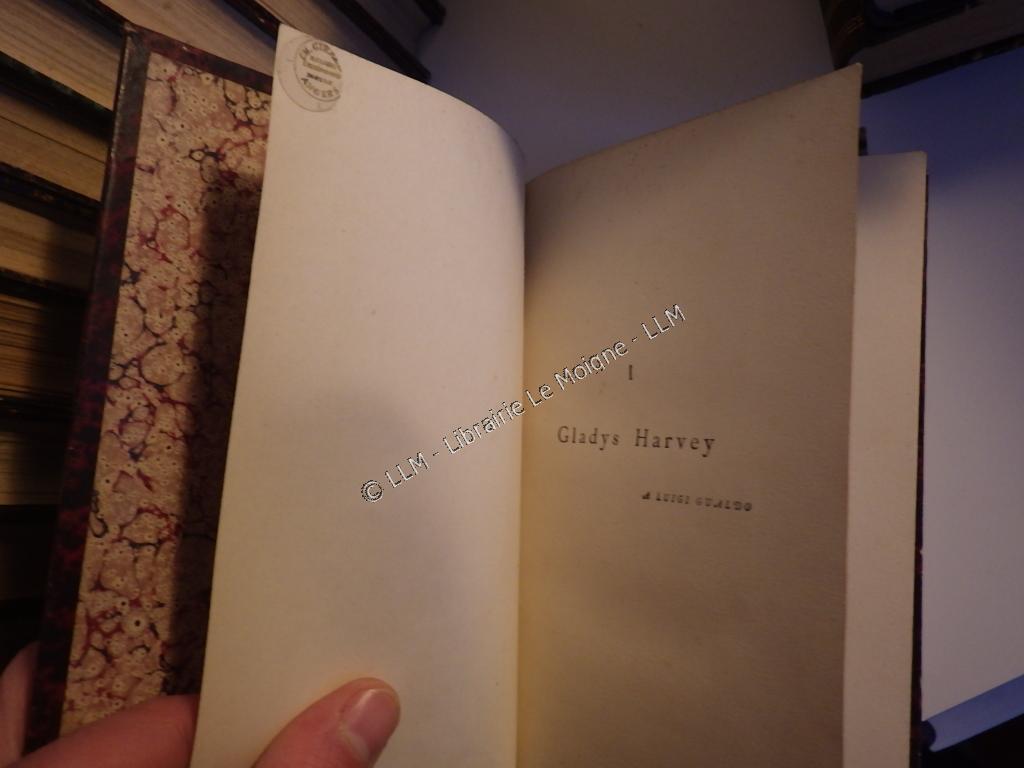 I
Gladys Harvey
A LUIGI GUALDO
© LLM - Librairie Le Moigne - LLM